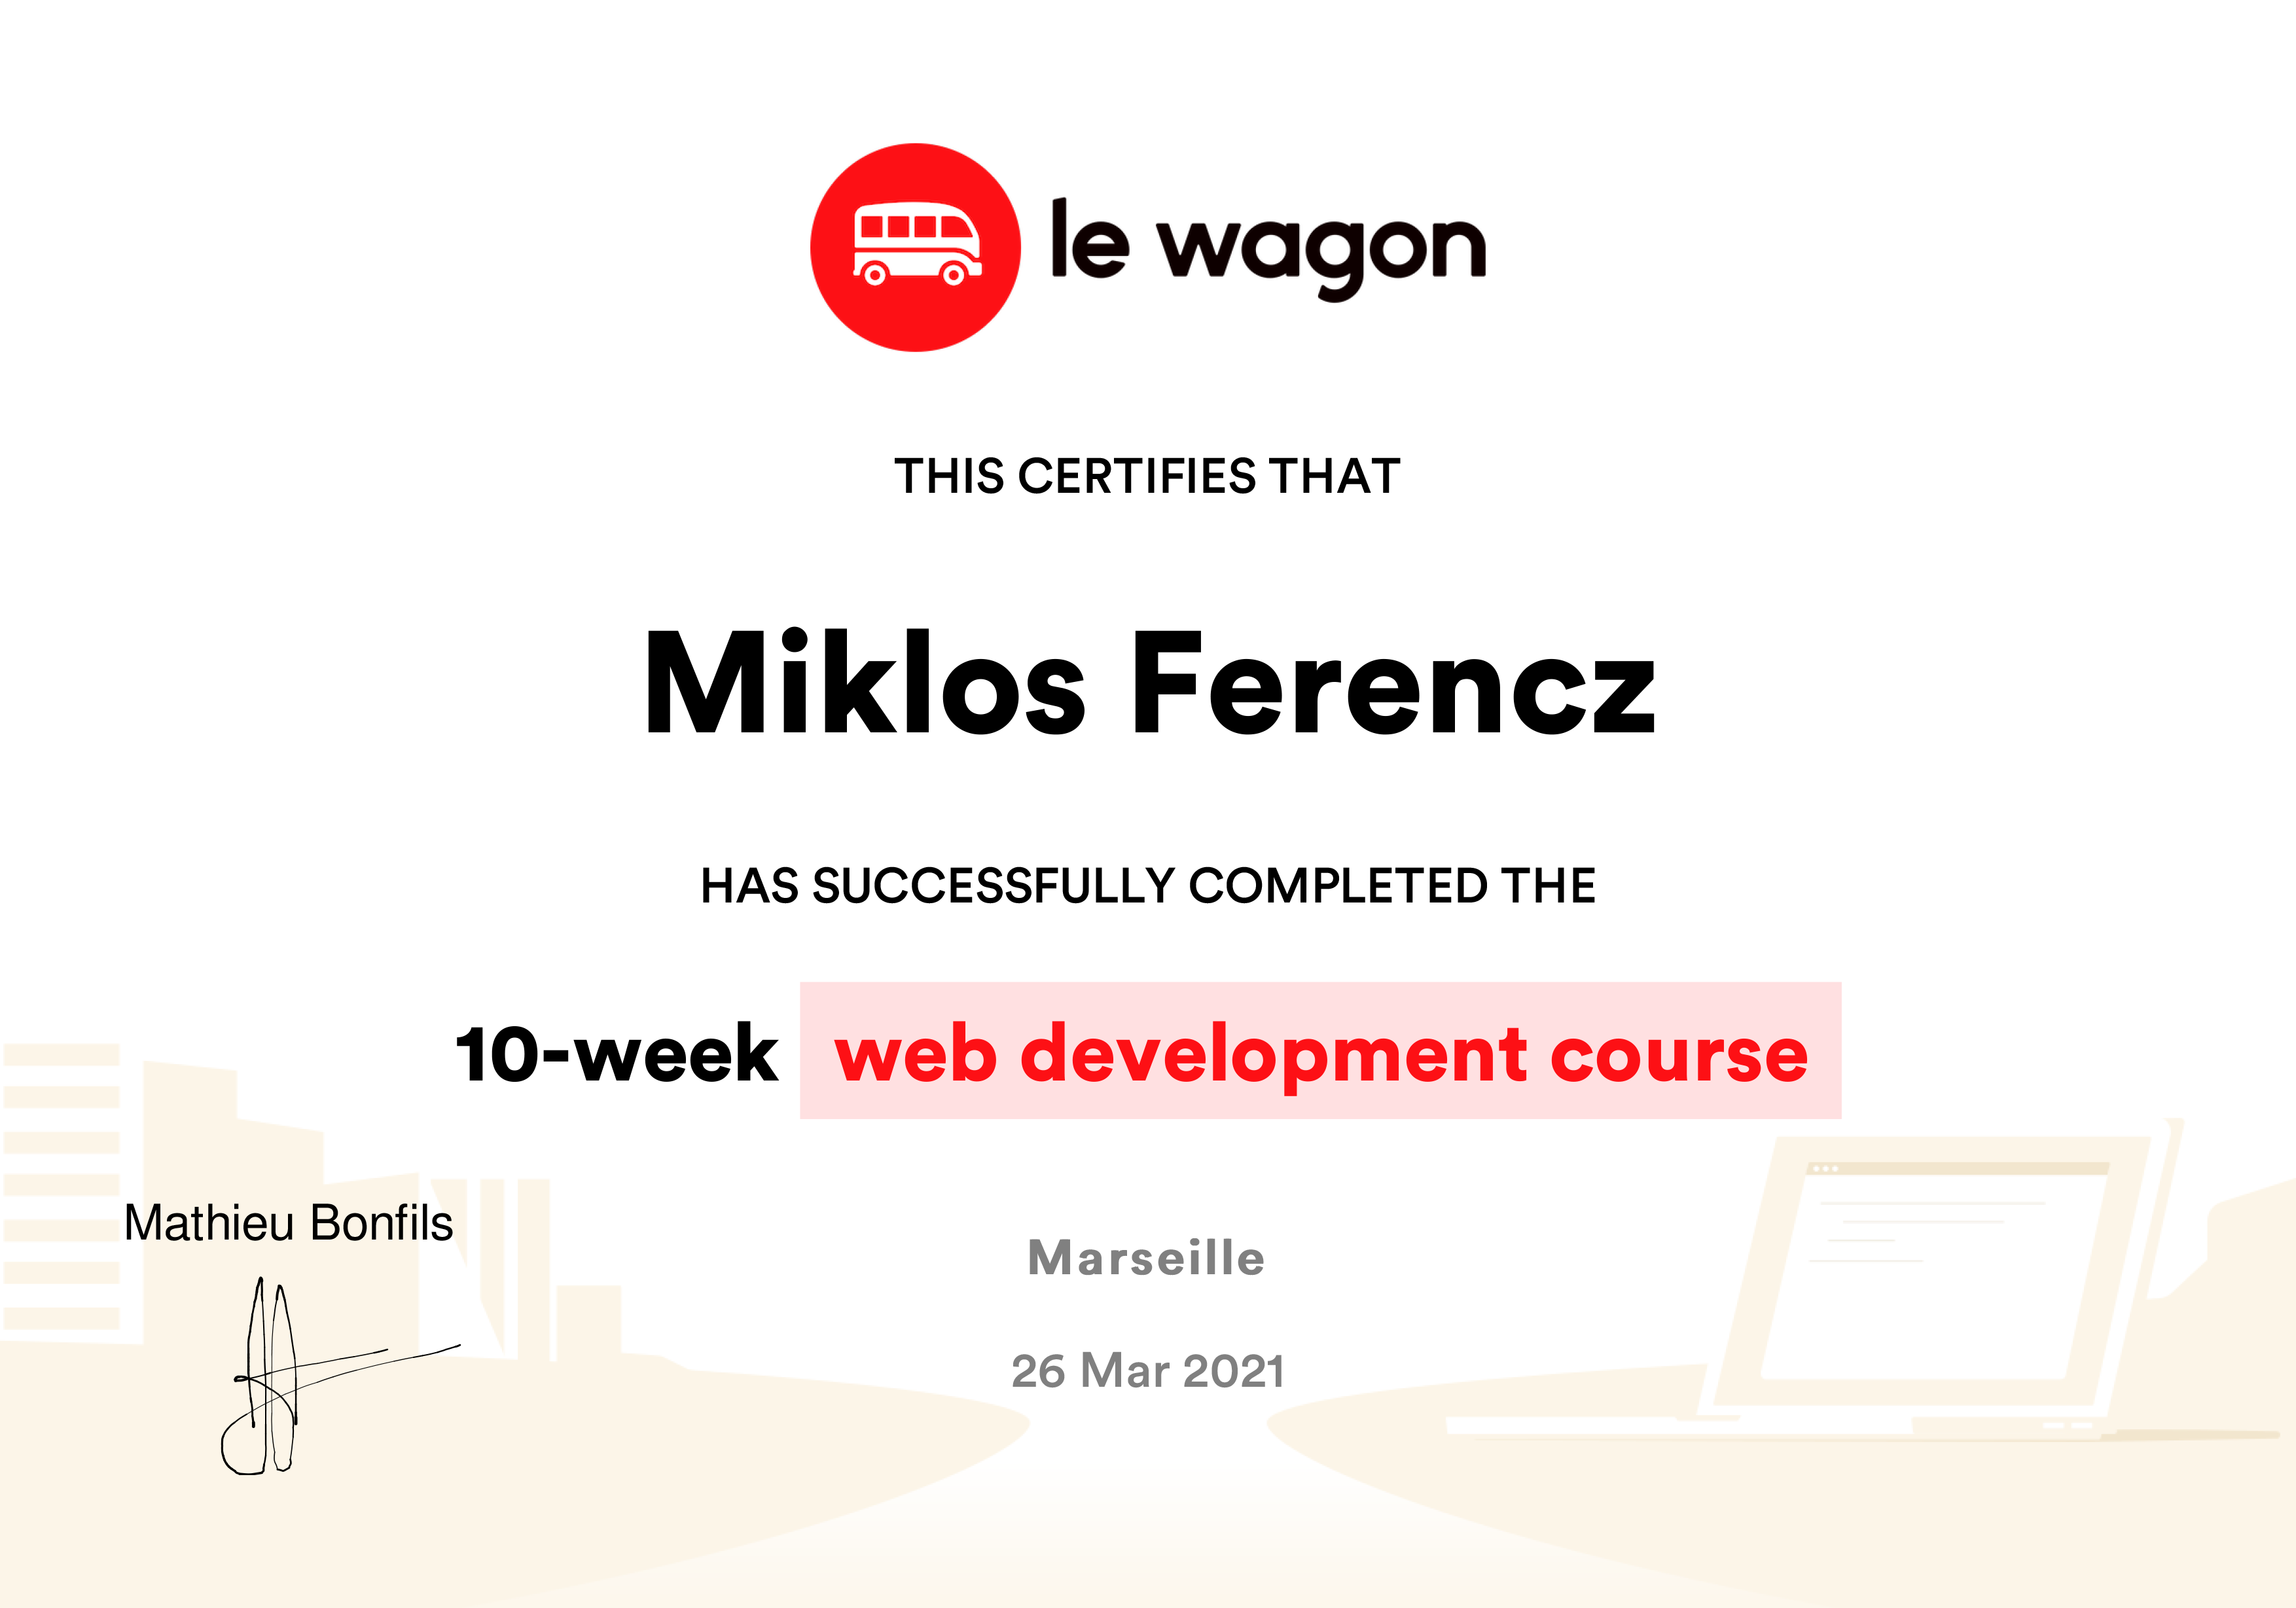 le wagon
THIS CERTIFIES THAT
Miklos Ferencz
HAS SUCCESSFULLY COMPLETED THE
10-week web development course
Mathieu Bonfils
Marseille
26 Mar 2021